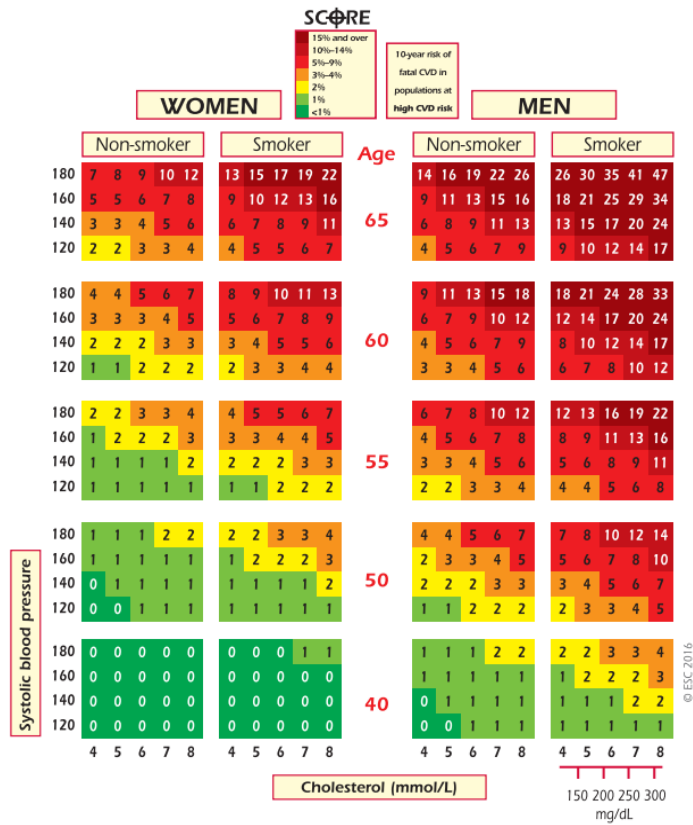 SCORE
15% and over
10%–14%
5%–9%
3%–4%
2%
1%
<1%
10-year risk of
fatal CVD in
populations at
high CVD risk
WOMEN MEN
Non-smoker Smoker Age Non-smoker Smoker
180 7 8 9 10 12 13 15 17 19 22 14 16 19 22 26 26 30 35 41 47
160 5 5 6 7 8 9 10 12 13 16 9 11 13 15 16 18 21 25 29 34
65
140 3 3 4 5 6 6 7 8 9 11 6 8 9 11 13 13 15 17 20 24
120 2 2 3 3 4 4 5 5 6 7 4 5 6 7 9 9 10 12 14 17
180 4 4 5 6 7 8 9 10 11 13 9 11 13 15 18 18 21 24 28 33
160 3 3 3 4 5 5 6 7 8 9 6 7 9 10 12 12 14 17 20 24
60
140 2 2 2 3 3 3 4 5 5 6 4 5 6 7 9 8 10 12 14 17
120 1 1 2 2 2 2 3 3 4 4 3 3 4 5 6 6 7 8 10 12
180 2 2 3 3 4 4 5 5 6 7 6 7 8 10 12 12 13 16 19 22
160 1 2 2 2 3 3 3 4 4 5 4 5 6 7 8 8 9 11 13 16
55
140 1 1 1 1 2 2 2 2 3 3 3 3 4 5 6 5 6 8 9 11
120 1 1 1 1 1 1 1 2 2 2 2 2 3 3 4 4 4 5 6 8
180 1 1 1 2 2 2 2 3 3 4 4 4 5 6 7 7 8 10 12 14
160 1 1 1 1 1 1 2 2 2 3 2 3 3 4 5 5 6 7 8 10
50
140 0 1 1 1 1 1 1 1 1 2 2 2 2 3 3 3 4 5 6 7
120 0 0 1 1 1 1 1 1 1 1 1 1 2 2 2 2 3 3 4 5
180 0 0 0 0 0 0 0 0 1 1 1 1 1 2 2 2 2 3 3 4
160 0 0 0 0 0 0 0 0 0 0 1 1 1 1 1 1 2 2 2 3
40
140 0 0 0 0 0 0 0 0 0 0 0 1 1 1 1 1 1 1 2 2
120 0 0 0 0 0 0 0 0 0 0 0 0 1 1 1 1 1 1 1 1
4 5 6 7 8 4 5 6 7 8 4 5 6 7 8 4 5 6 7 8
Systolic blood pressure
Cholesterol (mmol/L)
150 200 250 300
mg/dL
© ESC 2016